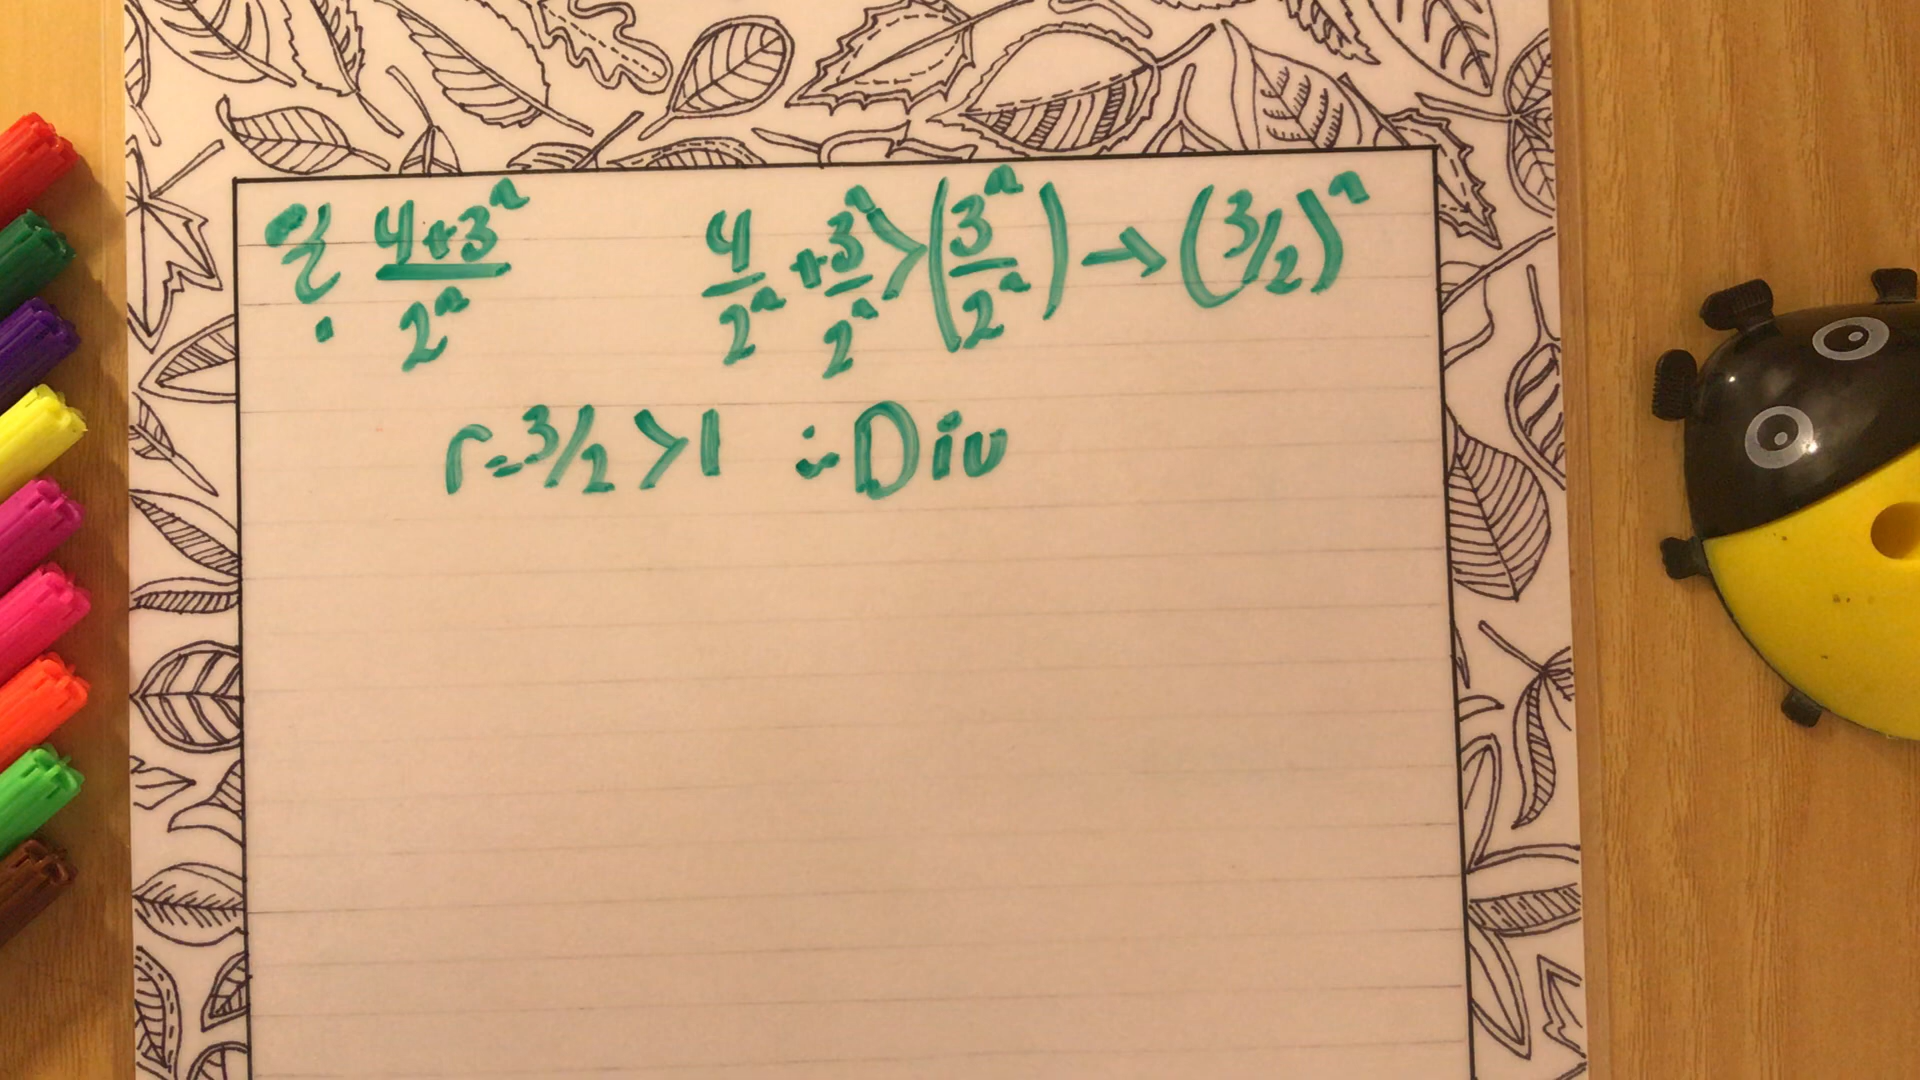 ∞Σ (4+3^n)/2^n    4/2^n + 3^n/2^n > (3^n/2^n) → (3/2)^n
r = 3/2 > 1 ∴ Div